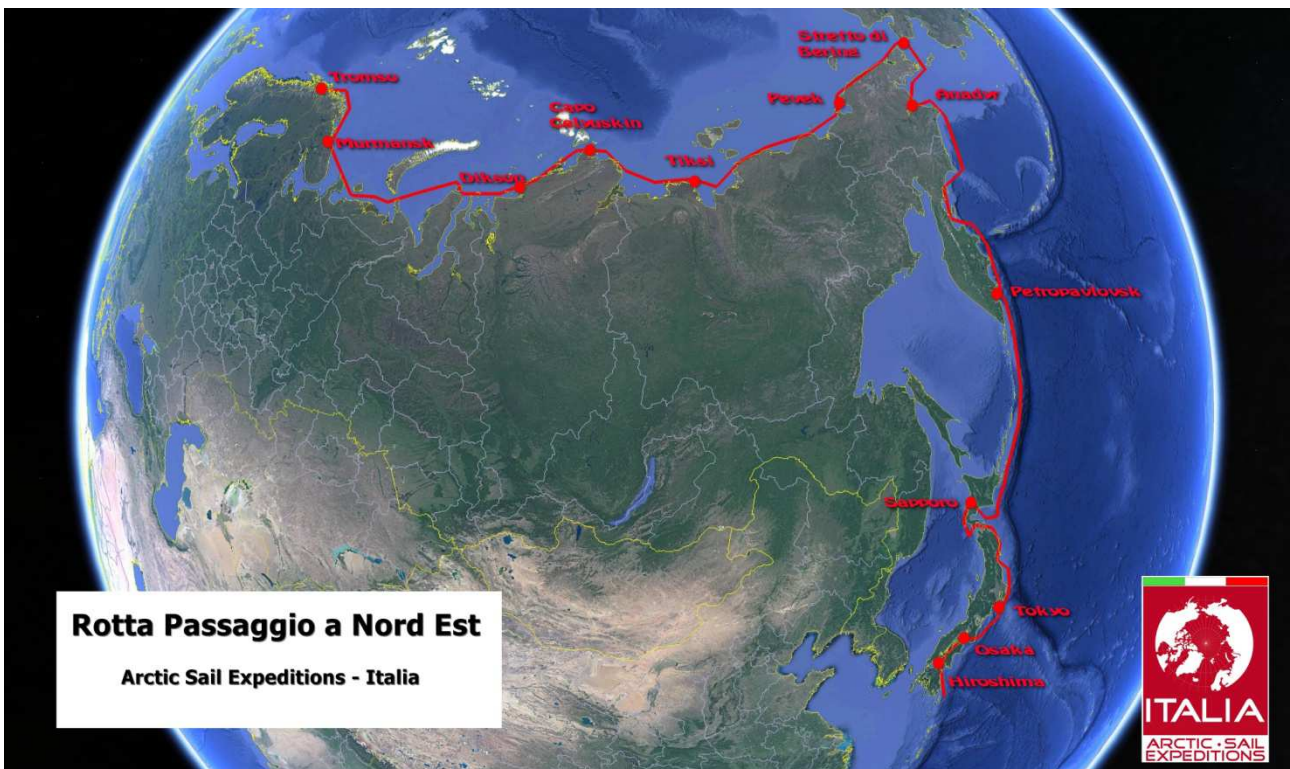 Stretto di
Bering
Tromso
Pevek
Anadyr
Capo
Celyuskin
Murmansk
Tiksi
Dikson
Petropavlovsk
Sapporo
Tokyo
Osaka
Hiroshima
Rotta Passaggio a Nord Est
Arctic Sail Expeditions - Italia
ITALIA
ARCTIC • SAIL
EXPEDITIONS